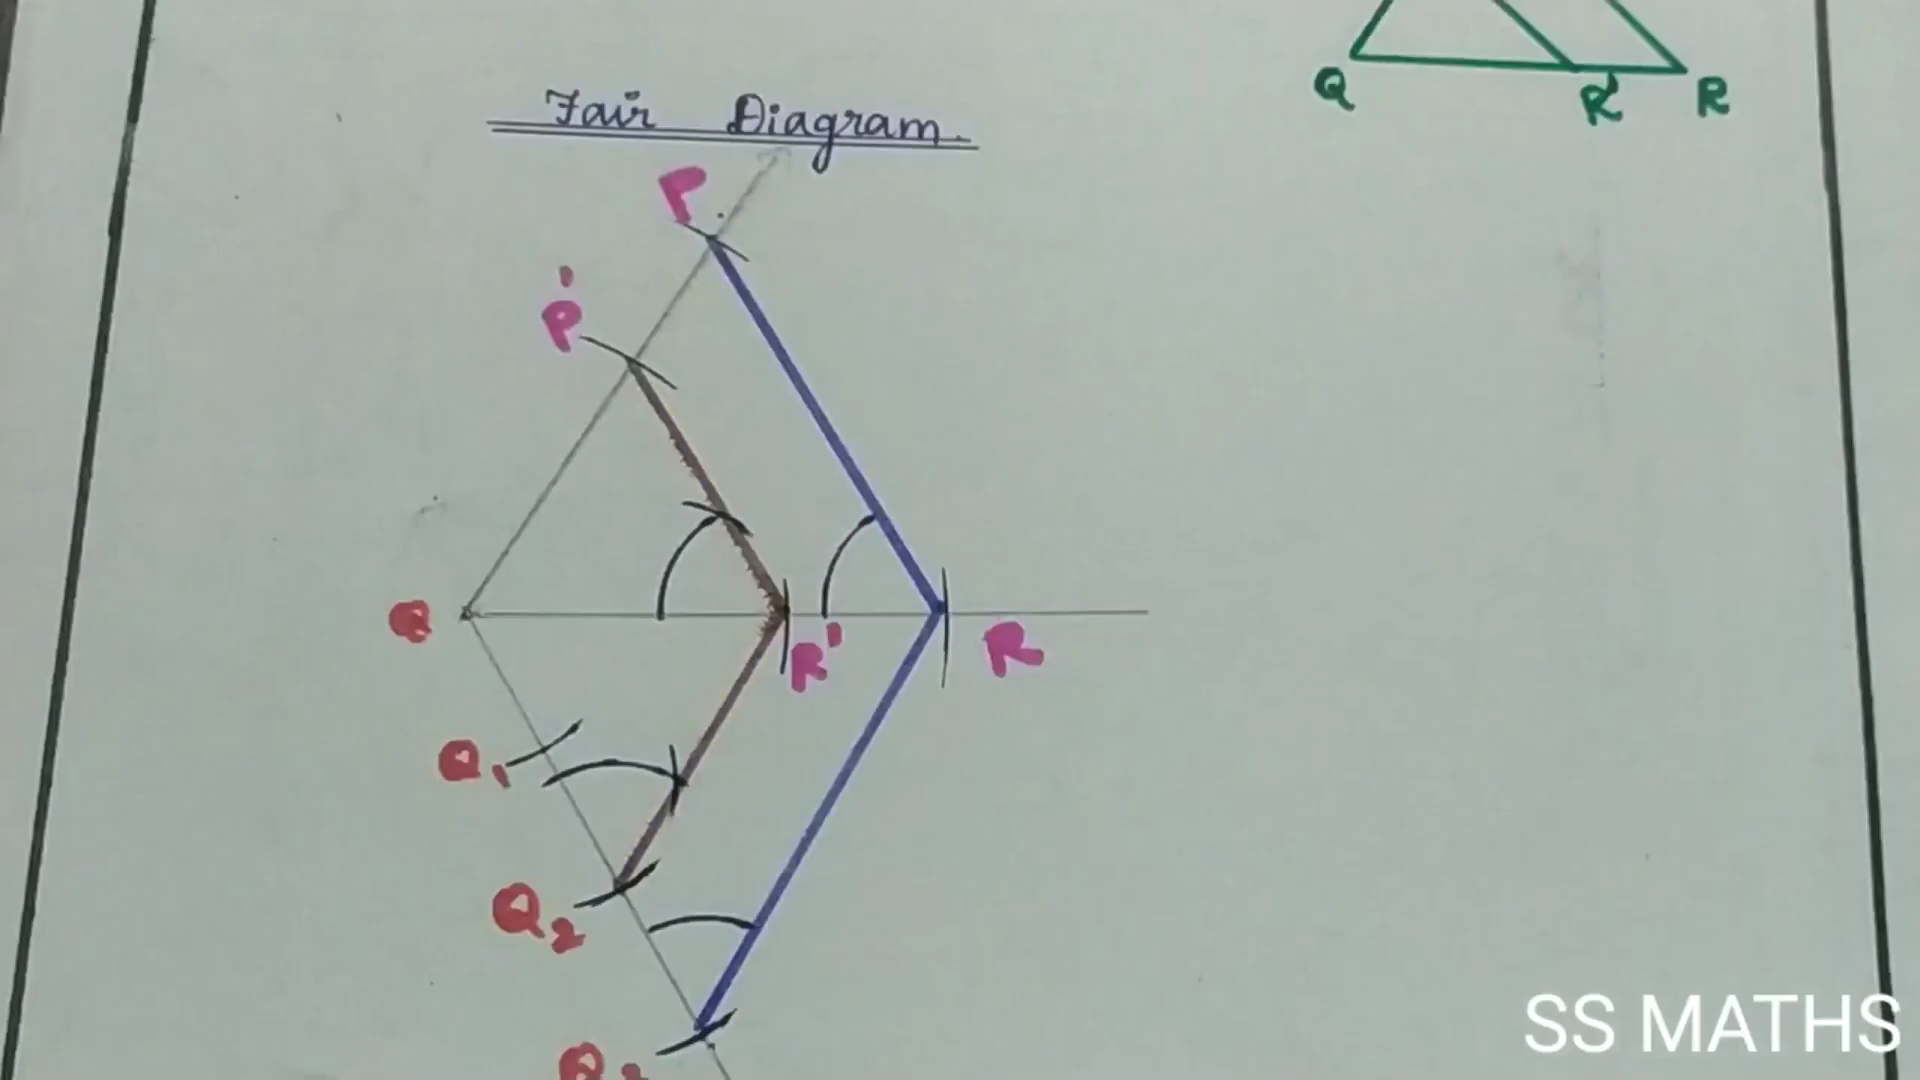 Q R' R
Fair Diagram.
P
P'
Q
R' R
Q1
Q2
SS MATHS